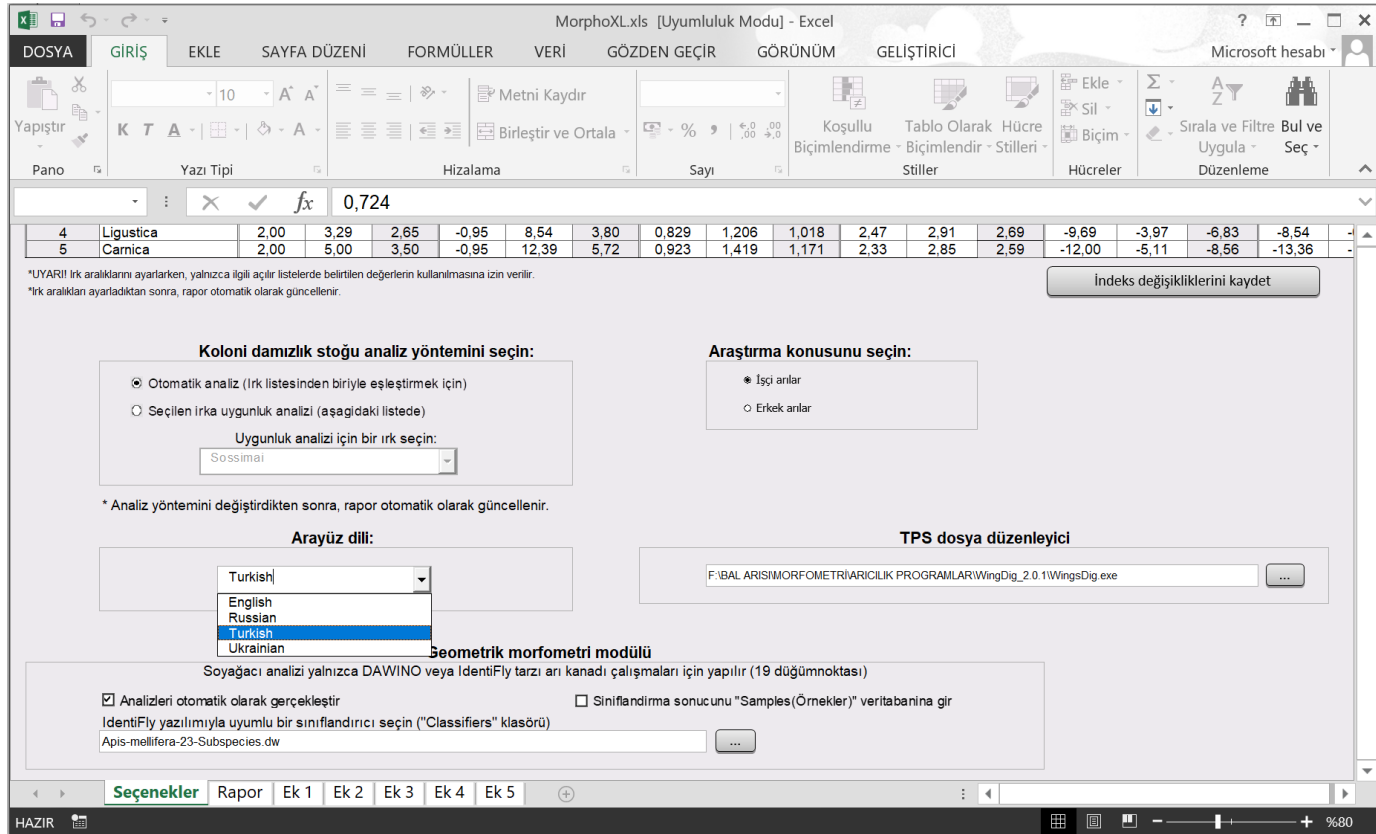 MorphoXL.xls [Uyumluluk Modu] - Excel
DOSYA GİRİŞ EKLE SAYFA DÜZENİ FORMÜLLER VERİ GÖZDEN GEÇİR GÖRÜNÜM GELİŞTİRİCİ Microsoft hesabı
Yapıştır
Pano
10
K T A
Yazı Tipi
Metni Kaydır
Birleştir ve Ortala
Hizalama
Sayı
Koşullu Biçimlendirme
Tablo Olarak Biçimlendir
Hücre Stilleri
Stiller
Ekle
Sil
Biçim
Hücreler
Sırala ve Filtre Uygula
Bul ve Seç
Düzenleme
fx 0,724
4 Ligustica 2,00 3,29 2,65 -0,95 8,54 3,80 0,829 1,206 1,018 2,47 2,91 2,69 -9,69 -3,97 -6,83 -8,54
5 Carnica 2,00 5,00 3,50 -0,95 12,39 5,72 0,923 1,419 1,171 2,33 2,85 2,59 -12,00 -5,11 -8,56 -13,36
*UYARI! Irk aralıklarını ayarlarken, yalnızca ilgili açılır listelerde belirtilen değerlerin kullanılmasına izin verilir.
*Irk aralıkları ayarladıktan sonra, rapor otomatik olarak güncellenir.
İndeks değişikliklerini kaydet
Koloni damızlık stoğu analiz yöntemini seçin:
Otomatik analiz (Irk listesinden biriyle eşleştirmek için)
Seçilen irka uygunluk analizi (aşagidaki listede)
Uygunluk analizi için bir ırk seçin:
Sossimai
* Analiz yöntemini değiştirdikten sonra, rapor otomatik olarak güncellenir.
Araştırma konusunu seçin:
İşçi arılar
Erkek arılar
Arayüz dili:
Turkish
English
Russian
Turkish
Ukrainian
TPS dosya düzenleyici
F:\BAL ARISI\MORFOMETRİ\ARICILIK PROGRAMLAR\WingDig_2.0.1\WingsDig.exe
...
Geometrik morfometri modülü
Soyağacı analizi yalnızca DAWINO veya IdentiFly tarzı arı kanadı çalışmaları için yapılır (19 düğümnoktası)
Analizleri otomatik olarak gerçekleştir
Siniflandirma sonucunu "Samples(Örnekler)" veritabanina gir
IdentiFly yazılımıyla uyumlu bir sınıflandırıcı seçin ("Classifiers" klasörü)
Apis-mellifera-23-Subspecies.dw
...
Seçenekler Rapor Ek 1 Ek 2 Ek 3 Ek 4 Ek 5
HAZIR %80